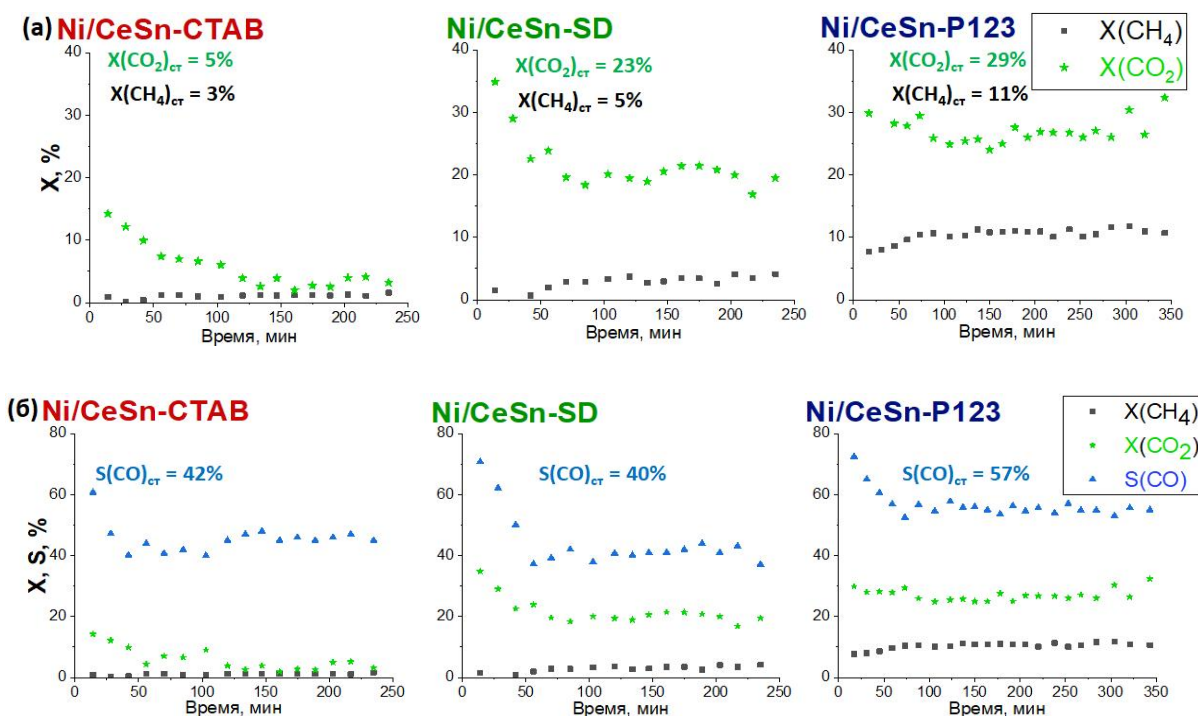 (а) Ni/CeSn-CTAB Ni/CeSn-SD Ni/CeSn-P123
X(CH4)
X(CO2)
X(CO2)ст = 5%
X(CH4)ст = 3%
X(CO2)ст = 23%
X(CH4)ст = 5%
X(CO2)ст = 29%
X(CH4)ст = 11%
X, %
40
30
20
10
0
0 50 100 150 200 250
Время, мин
40
30
20
10
0
0 50 100 150 200 250
Время, мин
40
30
20
10
0
0 50 100 150 200 250 300 350
Время, мин
(б) Ni/CeSn-CTAB Ni/CeSn-SD Ni/CeSn-P123
X(CH4)
X(CO2)
S(CO)
S(CO)ст = 42%
S(CO)ст = 40%
S(CO)ст = 57%
X, S, %
80
60
40
20
0
0 50 100 150 200 250
Время, мин
80
60
40
20
0
0 50 100 150 200 250
Время, мин
80
60
40
20
0
0 50 100 150 200 250 300 350
Время, мин